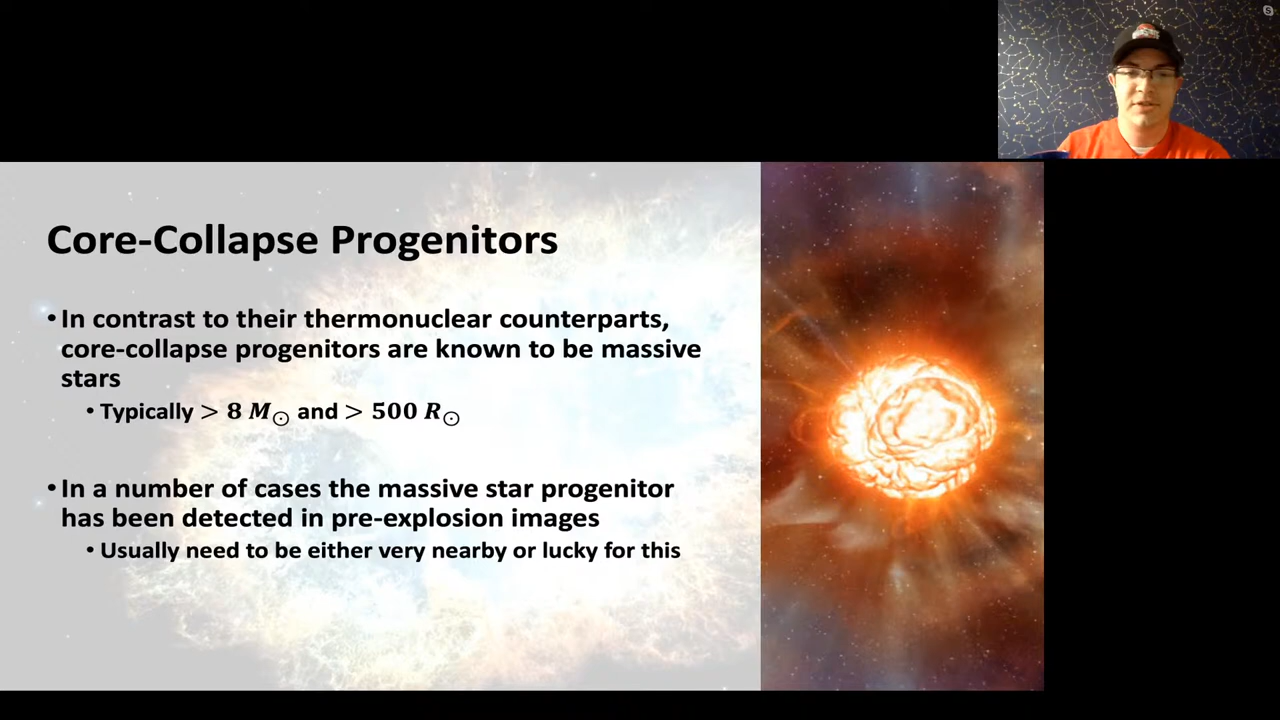 Core-Collapse Progenitors
• In contrast to their thermonuclear counterparts,
core-collapse progenitors are known to be massive
stars
• Typically > 8 M☉ and > 500 R☉
• In a number of cases the massive star progenitor
has been detected in pre-explosion images
• Usually need to be either very nearby or lucky for this